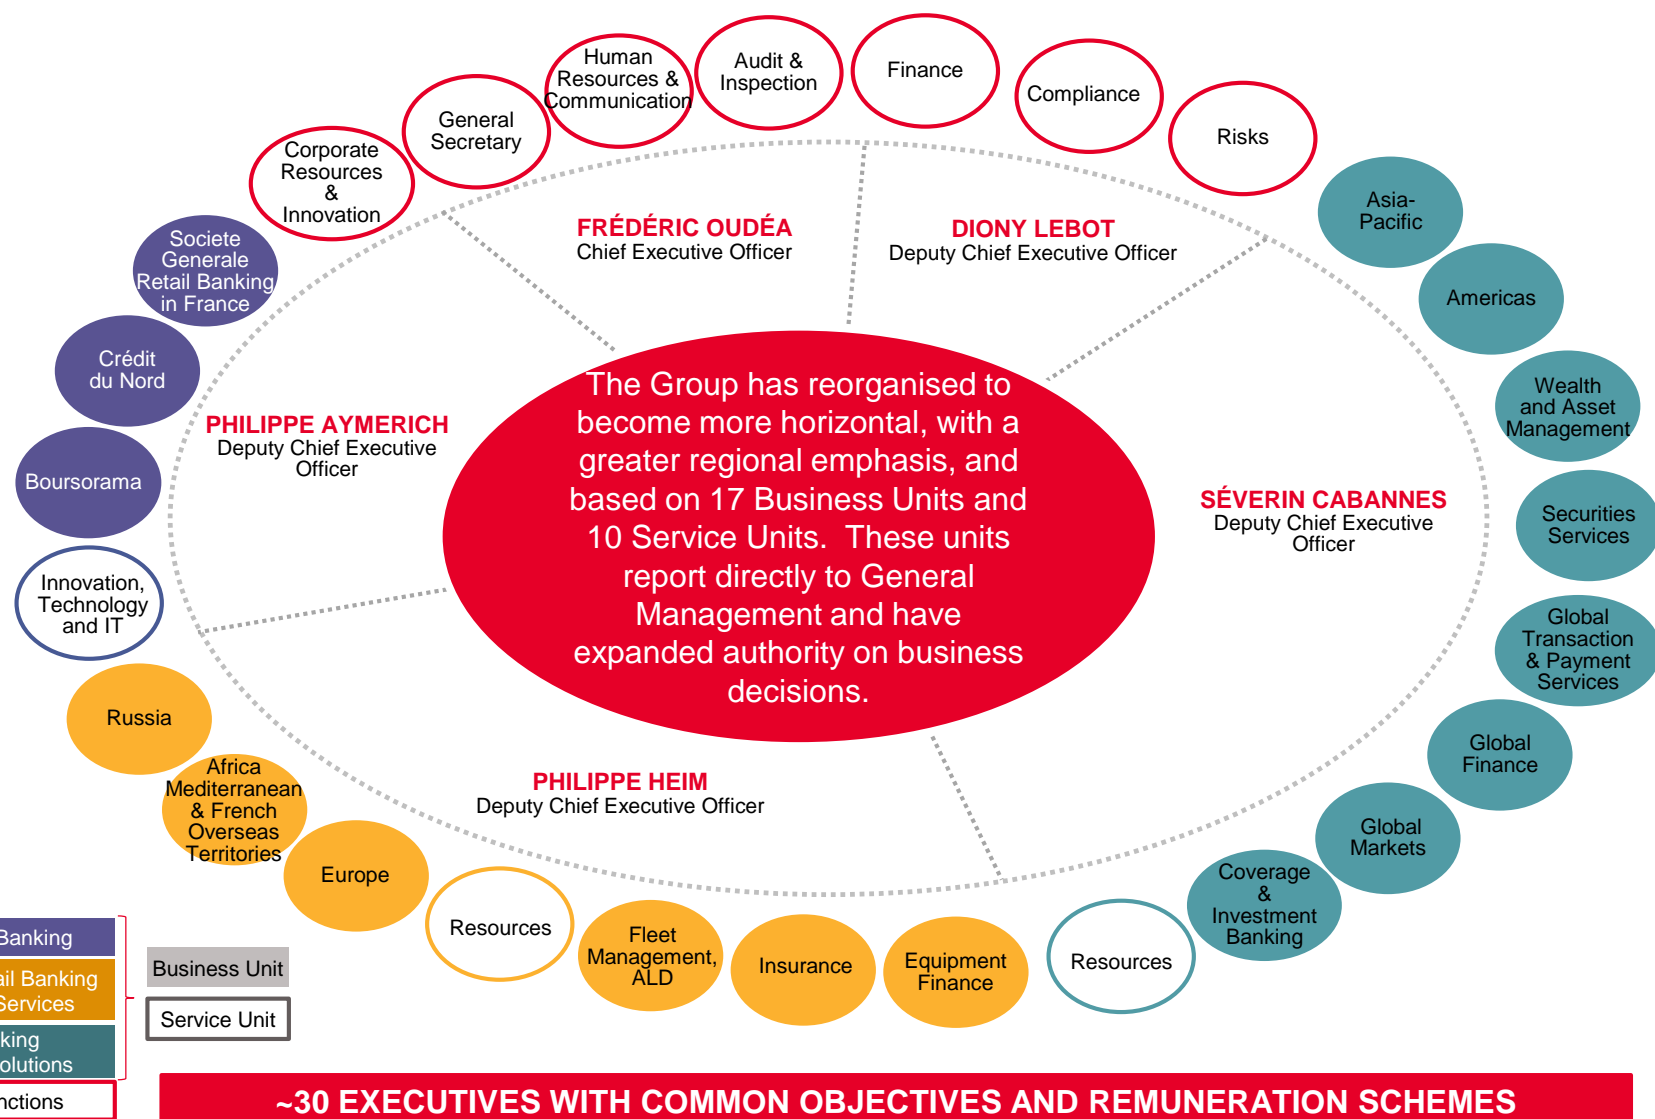 Human
Resources &
Communication
Audit &
Inspection
Finance
Compliance
Risks
General
Secretary
Corporate
Resources
&
Innovation
Asia-
Pacific
Americas
Wealth
and Asset
Management
Securities
Services
Global
Transaction
& Payment
Services
Global
Finance
Global
Markets
Coverage
&
Investment
Banking
Resources
Societe
Generale
Retail Banking
in France
Crédit
du Nord
Boursorama
Innovation,
Technology
and IT
Russia
Africa
Mediterranean
& French
Overseas
Territories
Europe
Resources
Fleet
Management,
ALD
Insurance
Equipment
Finance
FRÉDÉRIC OUDÉA
Chief Executive Officer
DIONY LEBOT
Deputy Chief Executive Officer
PHILIPPE AYMERICH
Deputy Chief Executive
Officer
SÉVERIN CABANNES
Deputy Chief Executive
Officer
PHILIPPE HEIM
Deputy Chief Executive Officer
The Group has reorganised to
become more horizontal, with a
greater regional emphasis, and
based on 17 Business Units and
10 Service Units. These units
report directly to General
Management and have
expanded authority on business
decisions.
Banking
ail Banking
Services
king
olutions
nctions
Business Unit
Service Unit
~30 EXECUTIVES WITH COMMON OBJECTIVES AND REMUNERATION SCHEMES